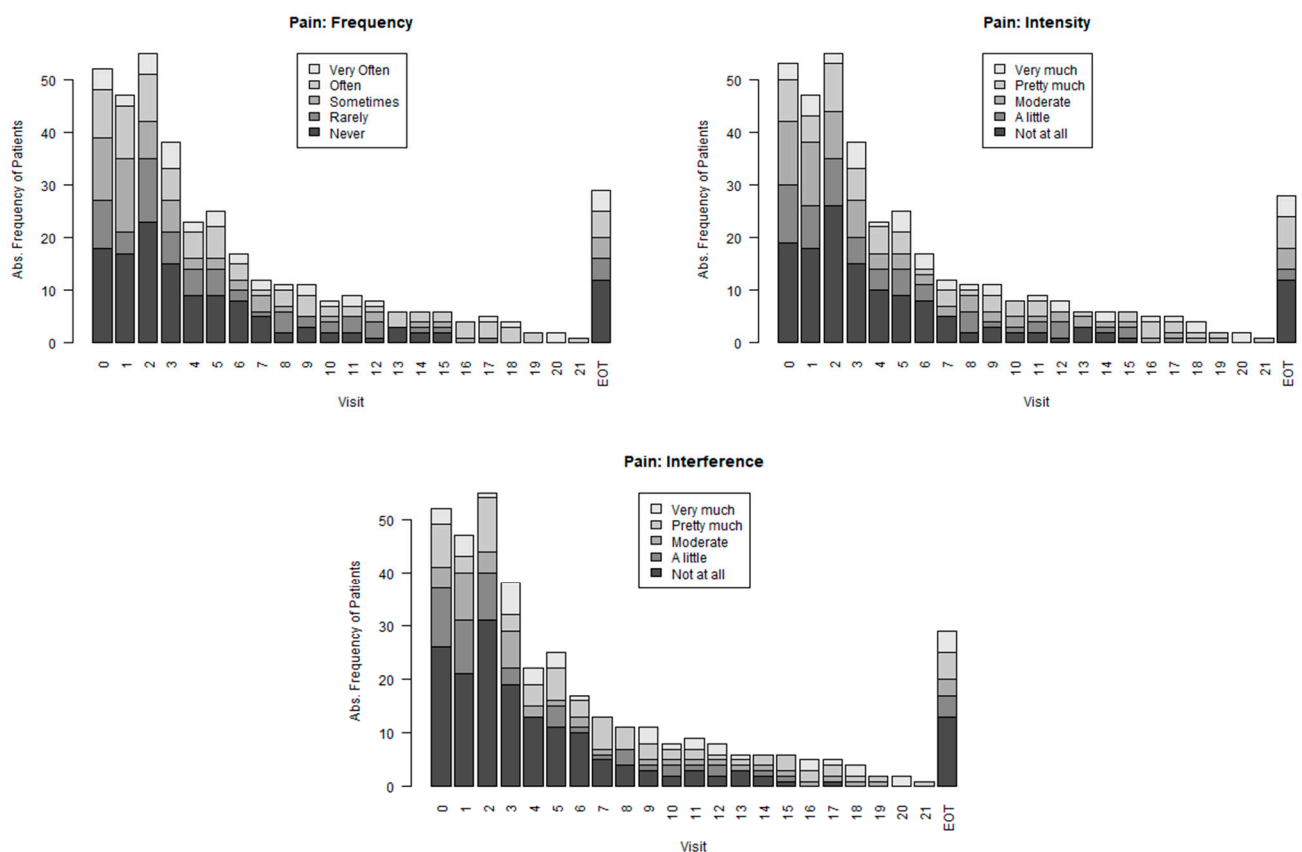 Pain: Frequency
Very Often
Often
Sometimes
Rarely
Never
Abs. Frequency of Patients
50
40
30
20
10
0
0 1 2 3 4 5 6 7 8 9 10 11 12 13 14 15 16 17 18 19 20 21 EOT
Visit
Pain: Intensity
Very much
Pretty much
Moderate
A little
Not at all
Abs. Frequency of Patients
50
40
30
20
10
0
0 1 2 3 4 5 6 7 8 9 10 11 12 13 14 15 16 17 18 19 20 21 EOT
Visit
Pain: Interference
Very much
Pretty much
Moderate
A little
Not at all
Abs. Frequency of Patients
50
40
30
20
10
0
0 1 2 3 4 5 6 7 8 9 10 11 12 13 14 15 16 17 18 19 20 21 EOT
Visit